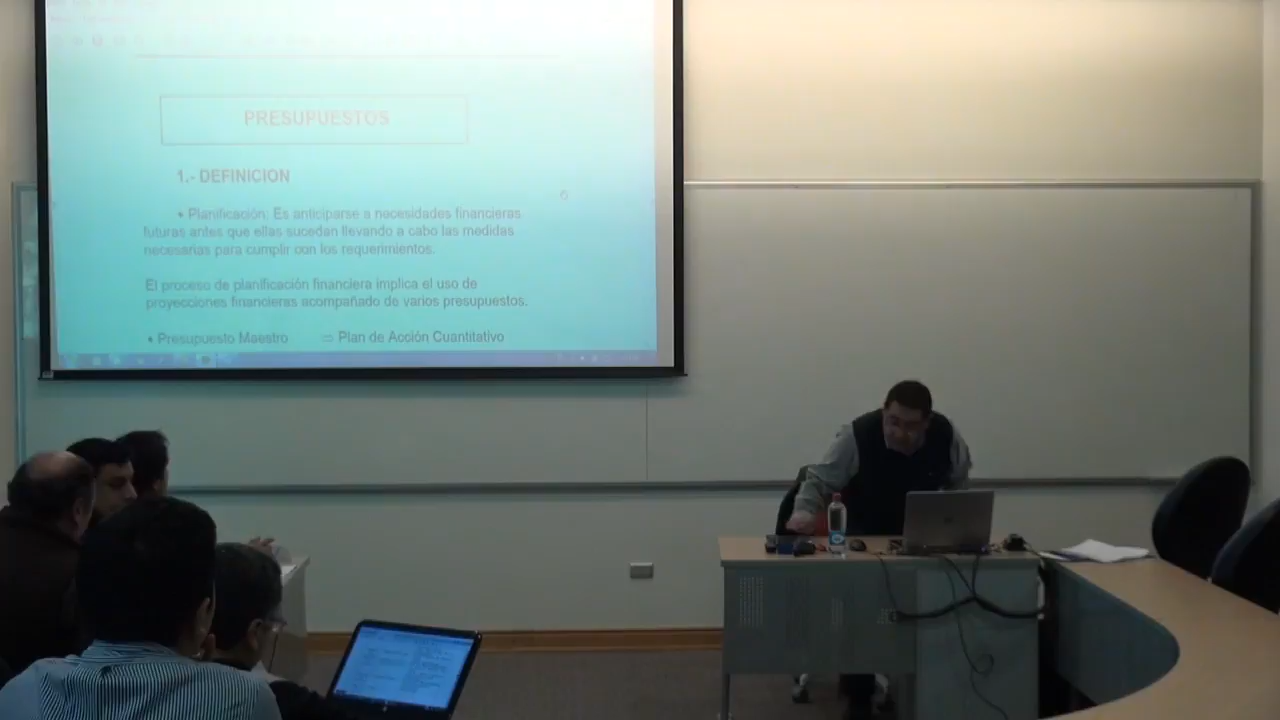 PRESUPUESTOS
1.- DEFINICION
• Planificación: Es anticiparse a necesidades financieras
futuras antes que ellas sucedan llevando a cabo las medidas
necesarias para cumplir con los requerimientos.
El proceso de planificación financiera implica el uso de
proyecciones financieras acompañado de varios presupuestos.
• Presupuesto Maestro ⇨ Plan de Acción Cuantitativo